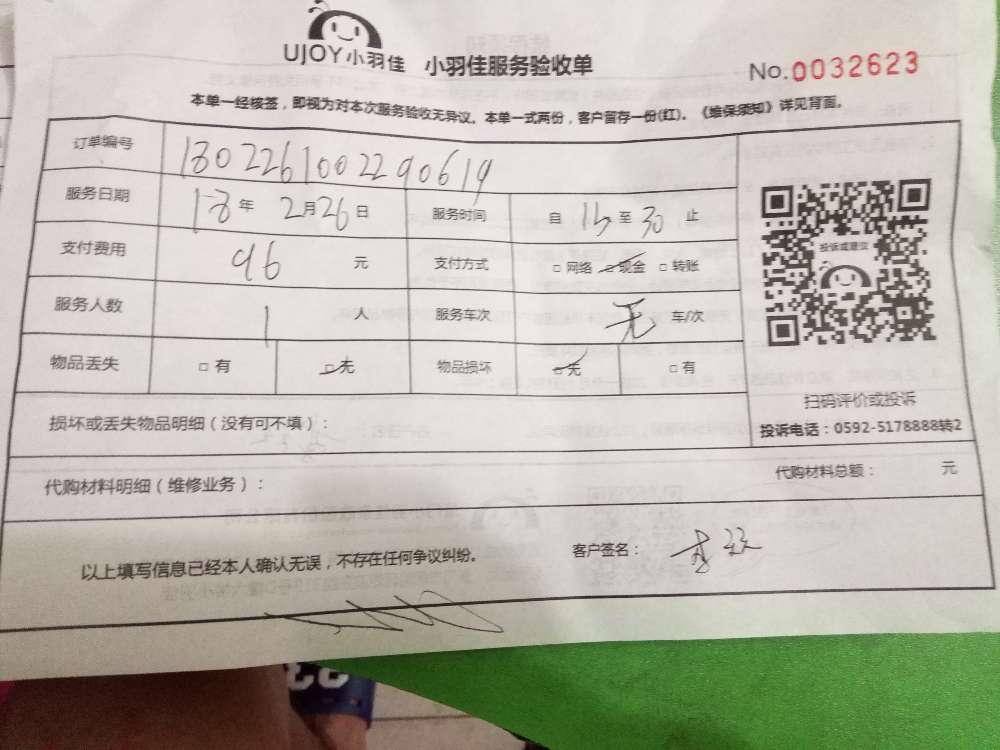 UJOY小羽佳 小羽佳服务验收单 No.0032623
本单一经核签，即视为对本次服务验收无异议。本单一式两份，客户留存一份(红)。《维保须知》详见背面。
订单编号 1802261002290619
服务日期 18年 2月26日 服务时间 自 至 30 止
支付费用 96 元 支付方式 □ 网络 □ 现金 □ 转账
服务人数 1 人 服务车次 无 车/次
物品丢失 □ 有 □ 无 物品损坏 □ 无 □ 有
投诉或建议
扫码评价或投诉
投诉电话：0592-5178888转2
损坏或丢失物品明细（没有可不填）：
代购材料明细（维修业务）： 代购材料总额： 元
以上填写信息已经本人确认无误，不存在任何争议纠纷。 客户签名：